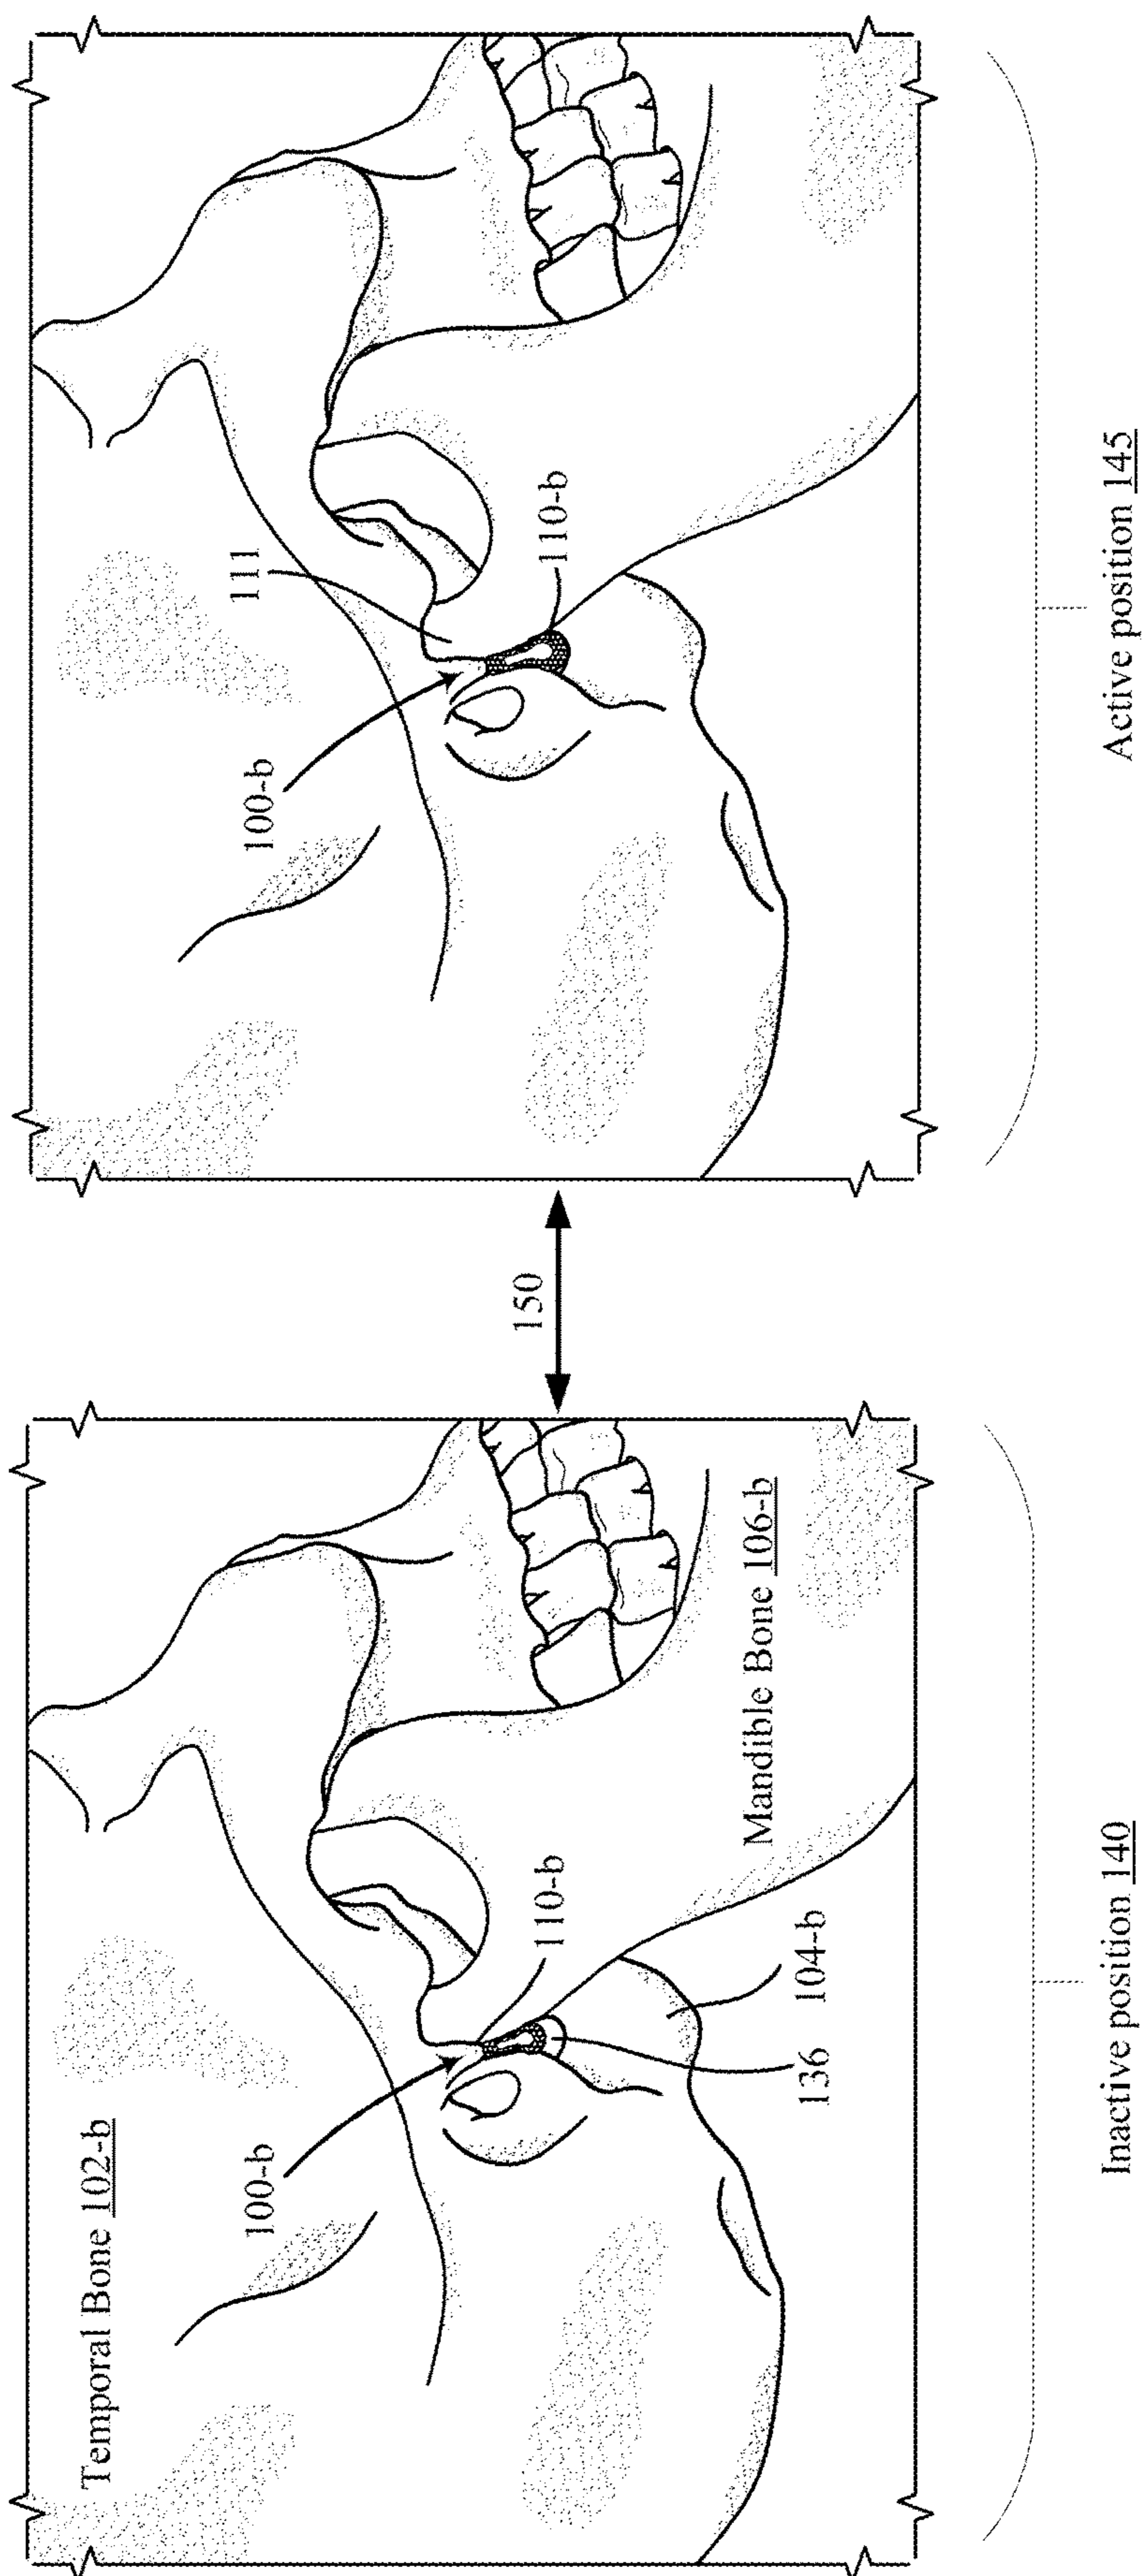 Temporal Bone 102-b
100-b
110-b
136
104-b
Mandible Bone 106-b
Inactive position 140
150
100-b
111
110-b
Active position 145